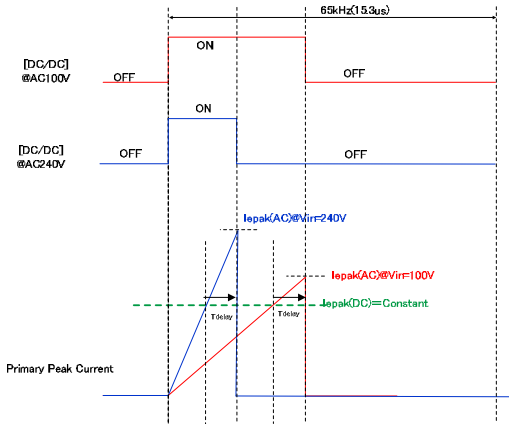 65kHz(15.3us)
[DC/DC]
@AC100V
OFF
ON
OFF
[DC/DC]
@AC240V
OFF
ON
OFF
Iepak(AC)@Vin=240V
Iepak(AC)@Vin=100V
Tdelay
Tdelay
Iepak(DC)=Constant
Primary Peak Current